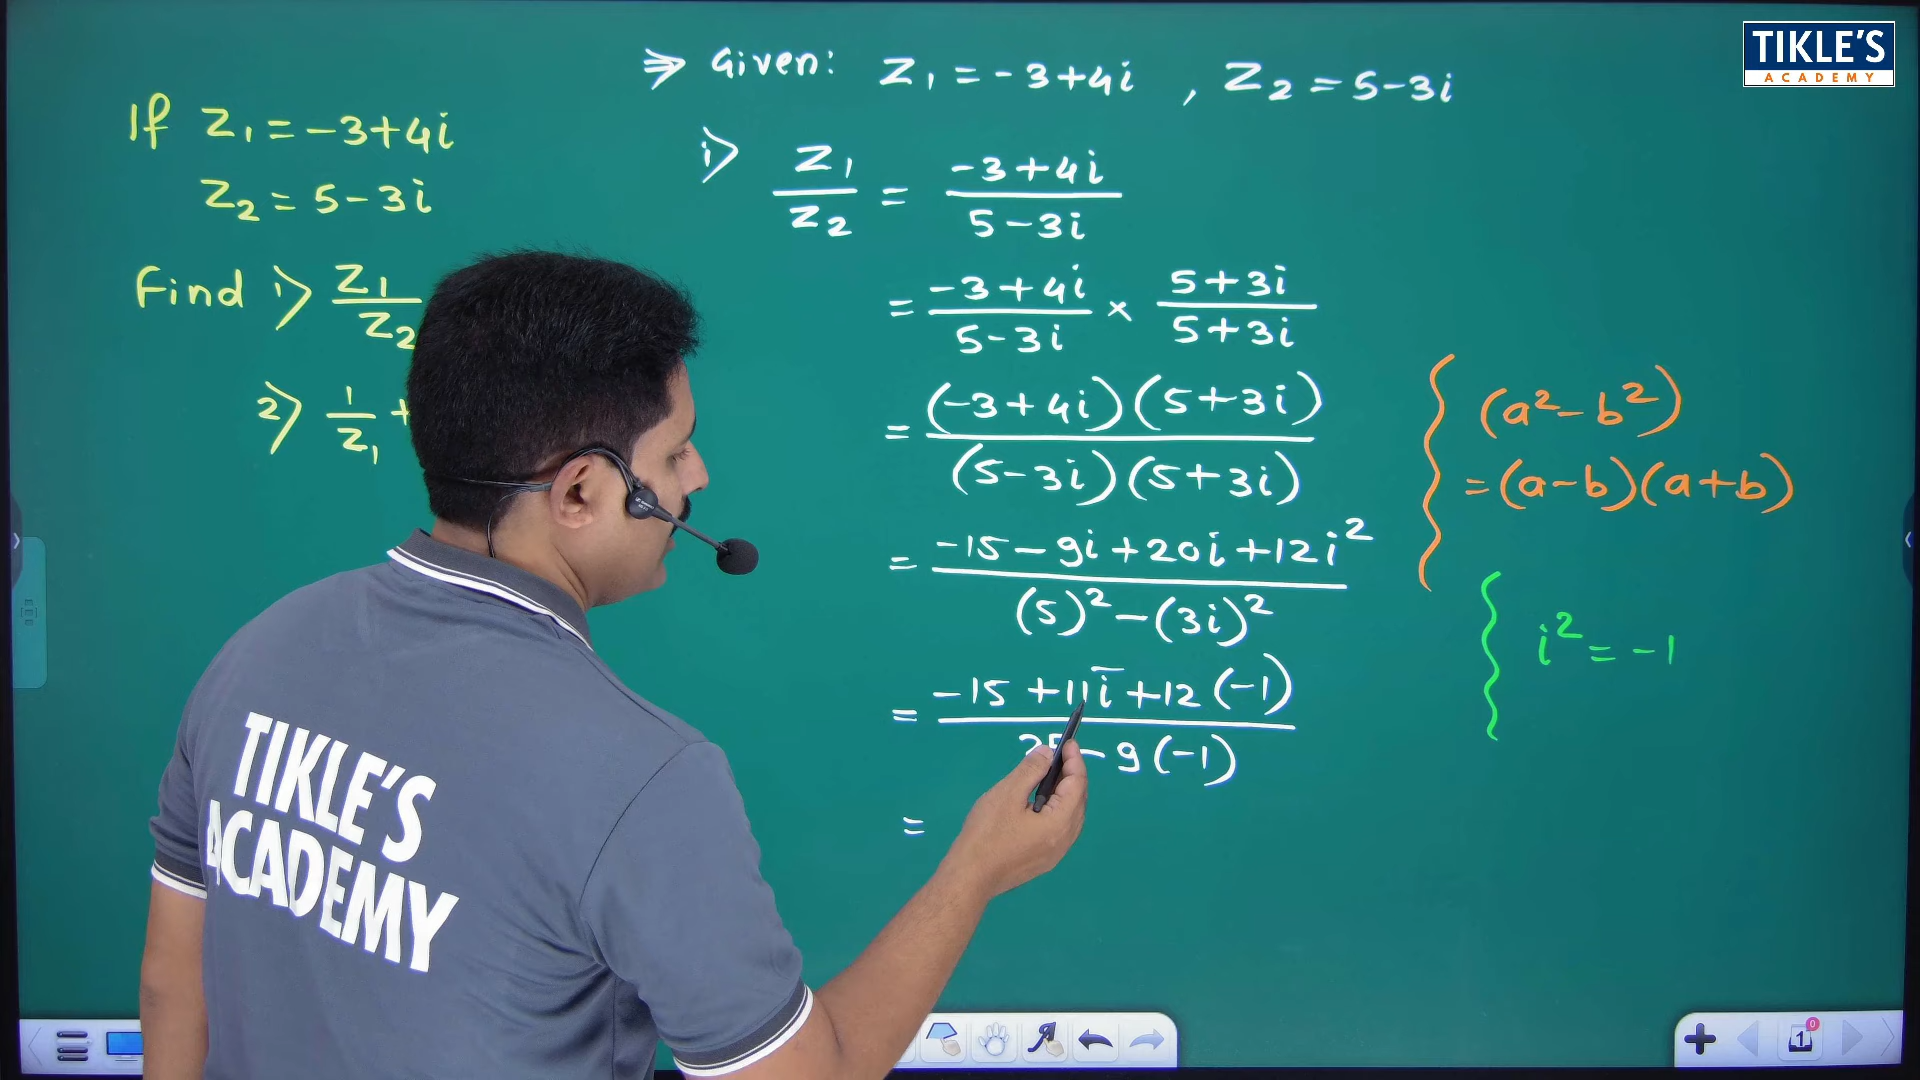 TIKLE'S
ACADEMY
If Z₁ = -3+4i
Z₂ = 5-3i
Find 1> Z₁/Z₂
2> 1/Z₁ +
⇒ Given: Z₁ = -3+4i , Z₂ = 5-3i
i> Z₁/Z₂ = -3+4i/5-3i
= -3+4i/5-3i × 5+3i/5+3i
= (-3+4i)(5+3i)/(5-3i)(5+3i)
= -15-9i+20i+12i²/(5)²-(3i)²
= -15+11i+12(-1)/25-9(-1)
=
{ (a²-b²)
=(a-b)(a+b)
{ i² = -1
TIKLE'S
ACADEMY
1
0